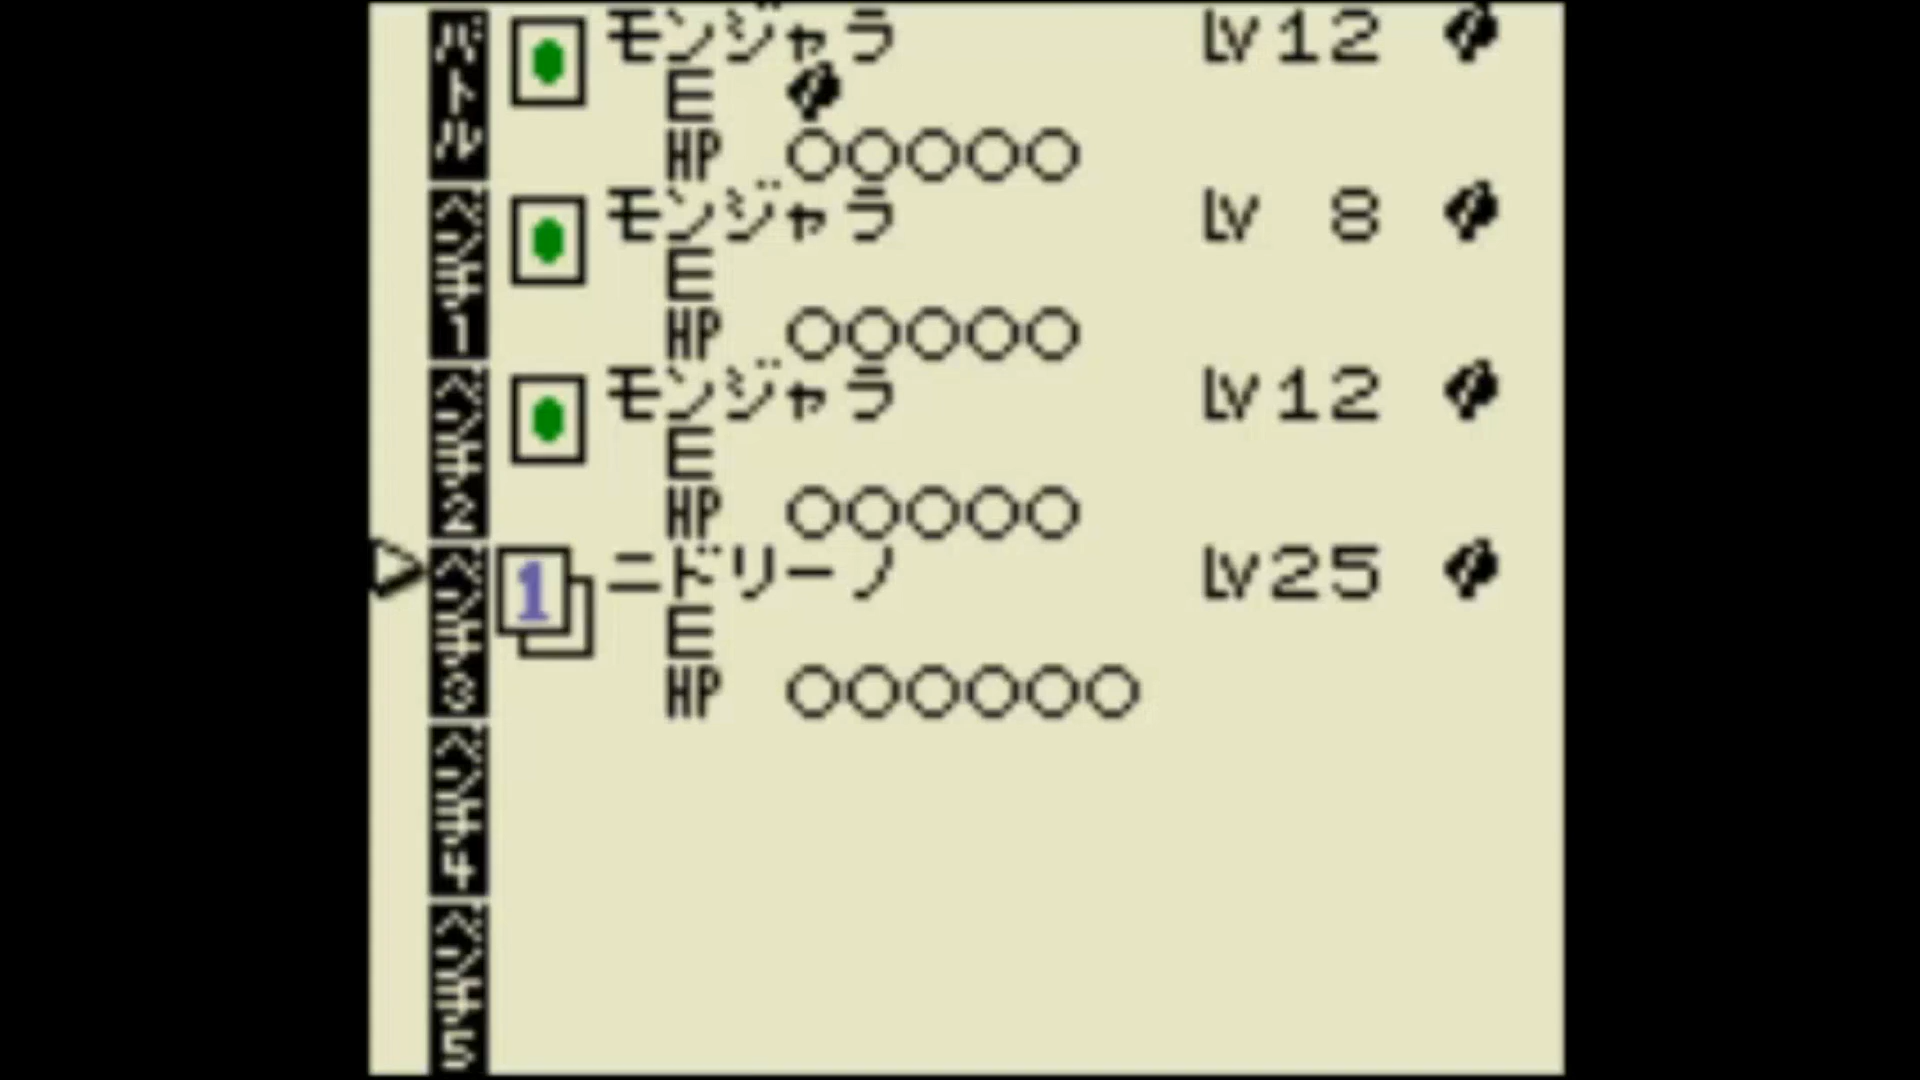 バトル
モンジャラ Lv12
E
HP ○○○○○
ベンチ1
モンジャラ Lv 8
E
HP ○○○○○
ベンチ2
モンジャラ Lv12
E
HP ○○○○○
ベンチ3
1 ニドリーノ Lv25
E
HP ○○○○○○
ベンチ4
ベンチ5